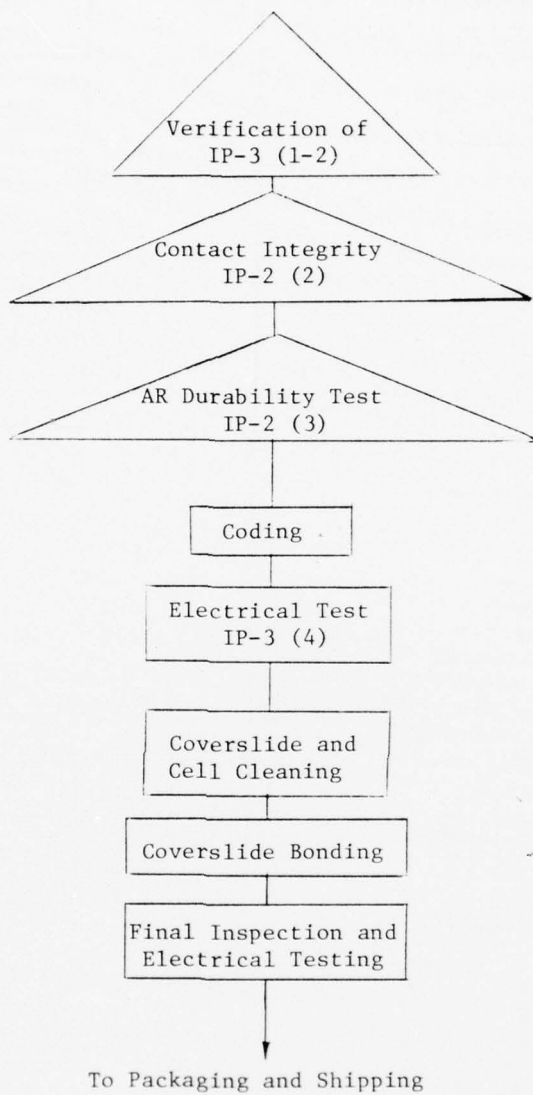 Verification of
IP-3 (1-2)
Contact Integrity
IP-2 (2)
AR Durability Test
IP-2 (3)
Coding
Electrical Test
IP-3 (4)
Coverslide and
Cell Cleaning
Coverslide Bonding
Final Inspection and
Electrical Testing
To Packaging and Shipping